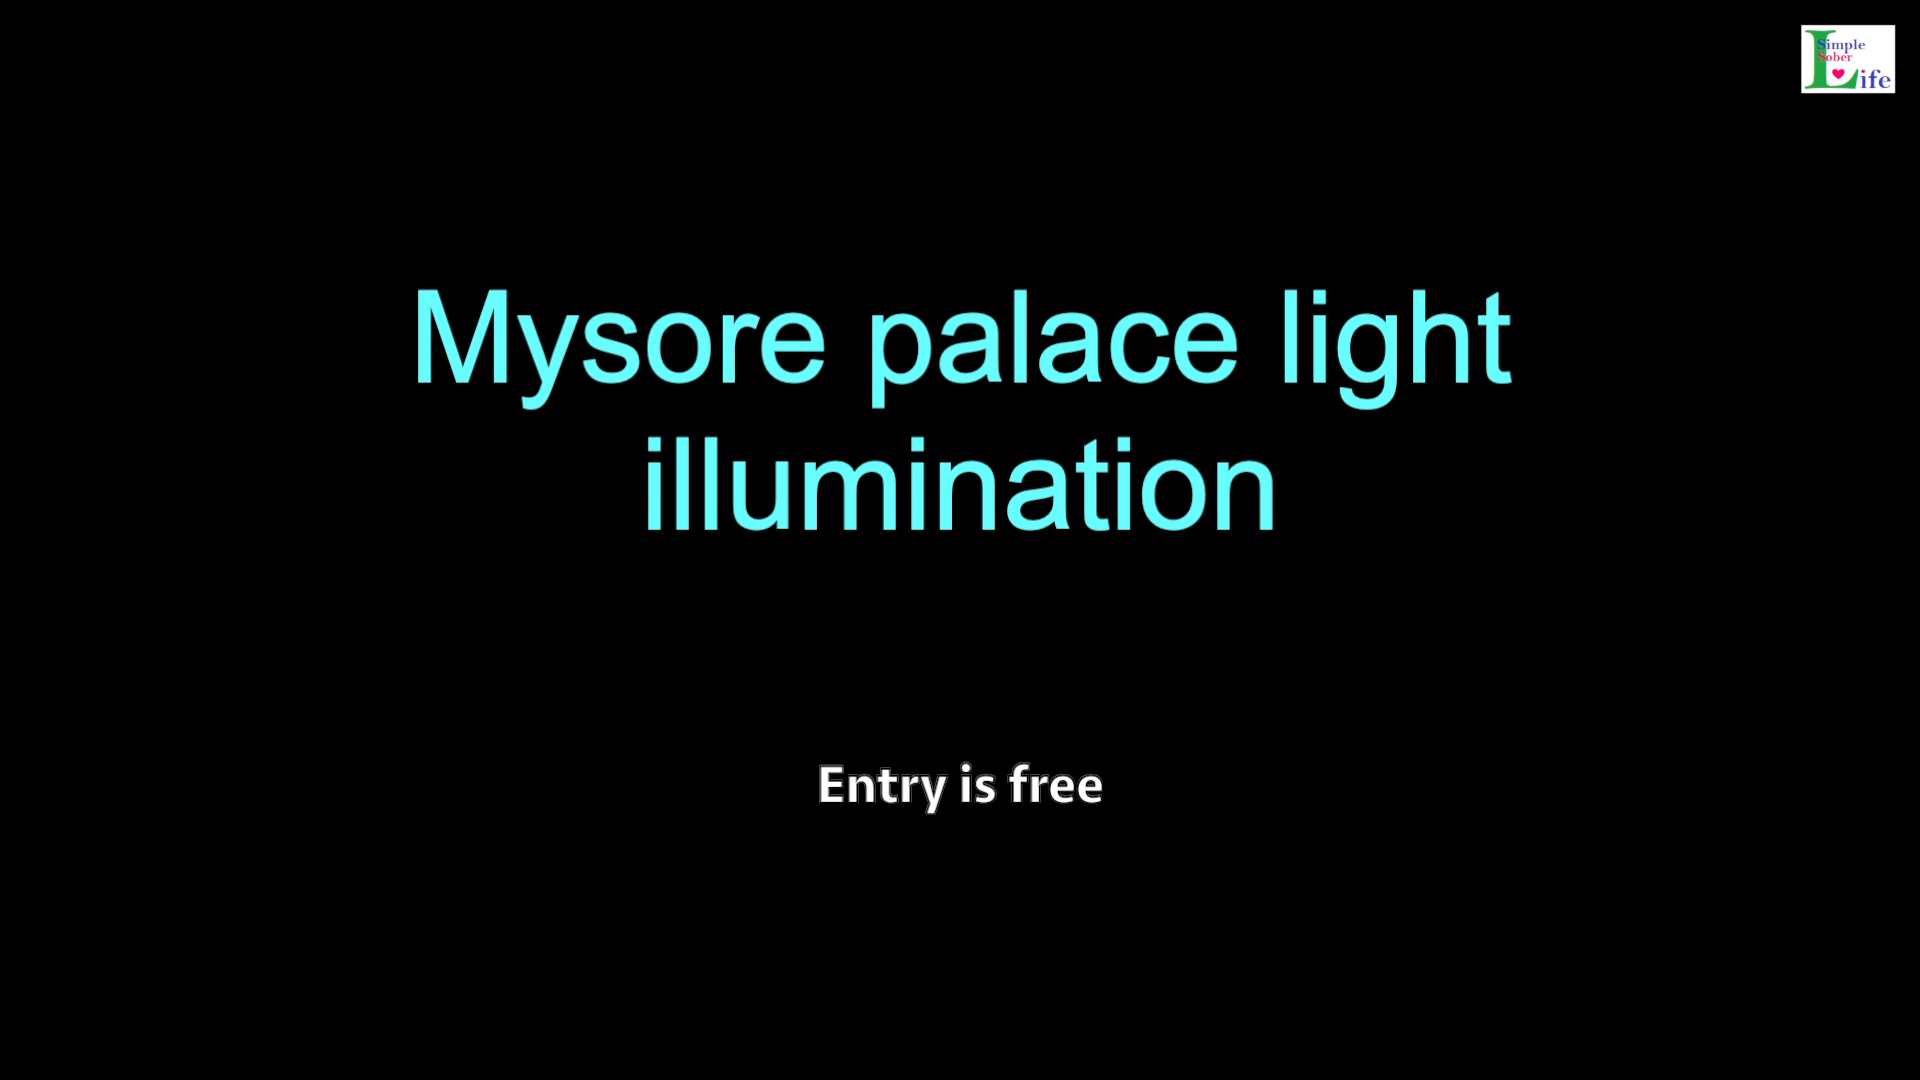 Simple
Sober
Life
Mysore palace light
illumination
Entry is free